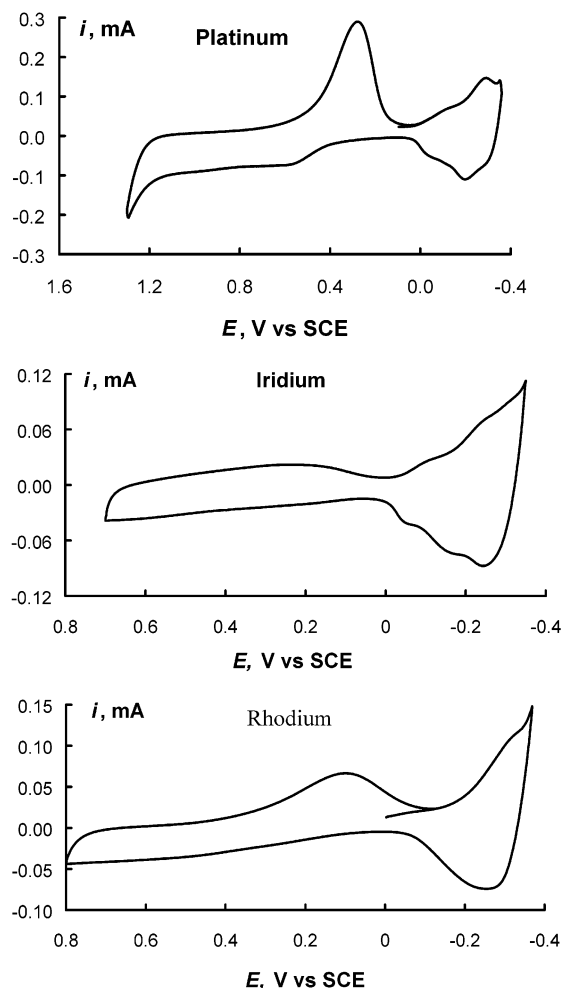 0.3
i, mA
Platinum
0.2
0.1
0.0
-0.1
-0.2
-0.3
1.6 1.2 0.8 0.4 0.0 -0.4
E, V vs SCE
0.12
i, mA
Iridium
0.06
0.00
-0.06
-0.12
0.8 0.6 0.4 0.2 0 -0.2 -0.4
E, V vs SCE
0.15
i, mA
Rhodium
0.10
0.05
0.00
-0.05
-0.10
0.8 0.6 0.4 0.2 0 -0.2 -0.4
E, V vs SCE